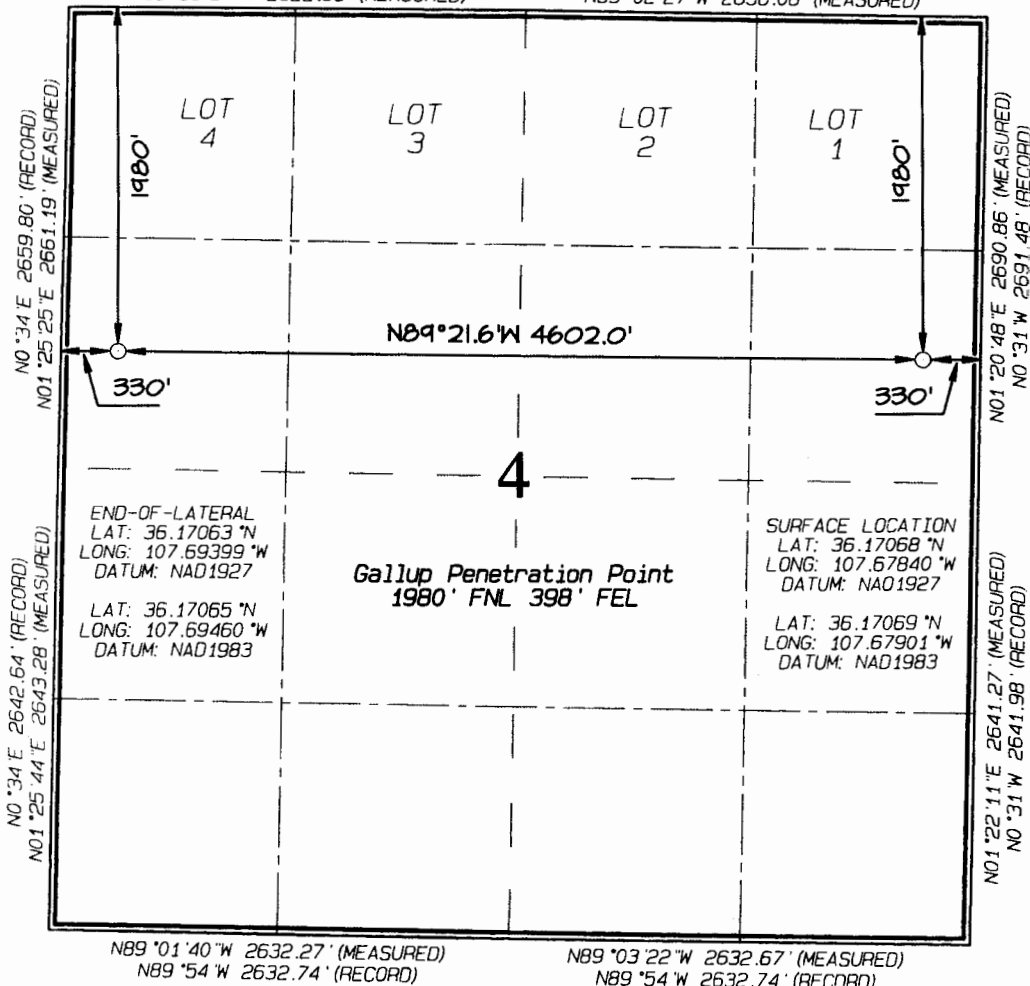 (MEASURED)
N89°02'27"W
(MEASURED)
LOT
4
LOT
3
LOT
2
LOT
1
1980'
1980'
N0°34'E 2659.80' (RECORD)
N01°25'25"E 2661.19' (MEASURED)
N01°20'48"E 2690.86' (MEASURED)
N0°31'W 2691.48' (RECORD)
N89°21.6'W 4602.0'
330'
330'
4
END-OF-LATERAL
LAT: 36.17063°N
LONG: 107.69399°W
DATUM: NAD1927
LAT: 36.17065°N
LONG: 107.69460°W
DATUM: NAD1983
Gallup Penetration Point
1980' FNL 398' FEL
SURFACE LOCATION
LAT: 36.17068°N
LONG: 107.67840°W
DATUM: NAD1927
LAT: 36.17069°N
LONG: 107.67901°W
DATUM: NAD1983
N0°34'E 2642.64' (RECORD)
N01°25'44"E 2643.28' (MEASURED)
N01°22'11"E 2641.27' (MEASURED)
N0°31'W 2641.98' (RECORD)
N89°01'40"W 2632.27' (MEASURED)
N89°54'W 2632.74' (RECORD)
N89°03'22"W 2632.67' (MEASURED)
N89°54'W 2632.74' (RECORD)